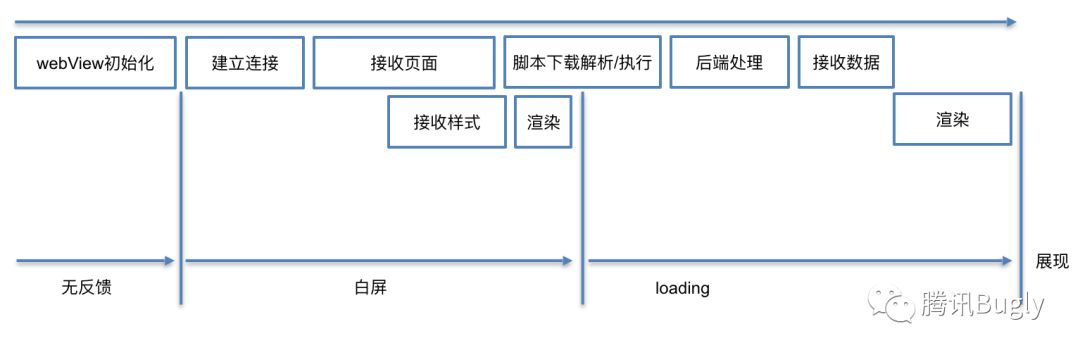 webView初始化
建立连接
接收页面
脚本下载解析/执行
后端处理
接收数据
接收样式
渲染
渲染
无反馈
白屏
loading
展现
腾讯Bugly